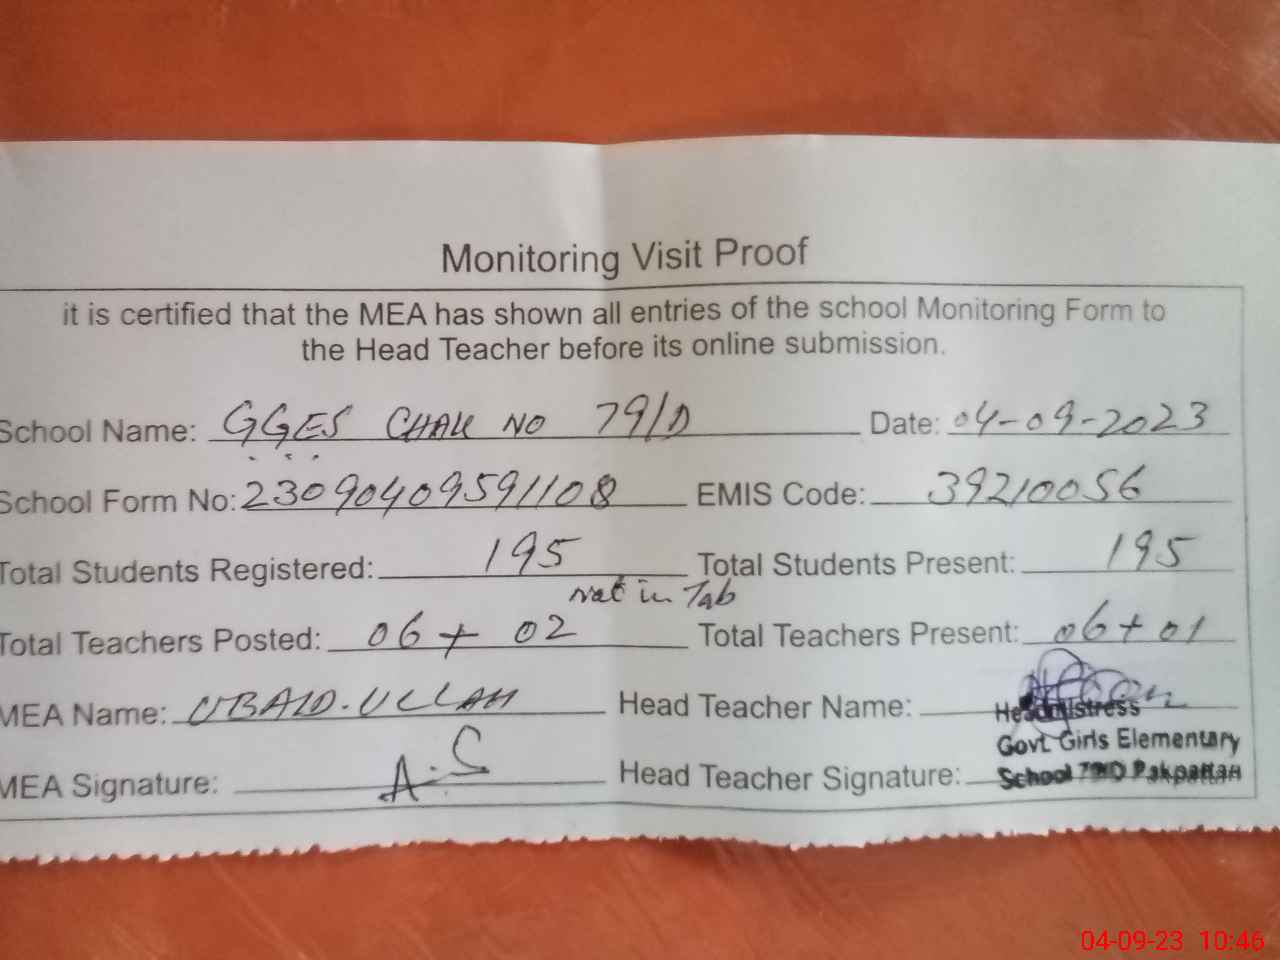 Monitoring Visit Proof
it is certified that the MEA has shown all entries of the school Monitoring Form to
the Head Teacher before its online submission.
School Name: GGES CHAK NO 79/D Date: 04-09-2023
School Form No: 23090409591108 EMIS Code: 39210056
Total Students Registered: 195 Total Students Present: 195
not in Tab
Total Teachers Posted: 06 + 02 Total Teachers Present: 06 + 01
MEA Name: UBAID.ULLAH Head Teacher Name:
Headmistress
Govt. Girls Elementary
MEA Signature: A.S Head Teacher Signature: School 79/D Pakpattan
04-09-23 10:46